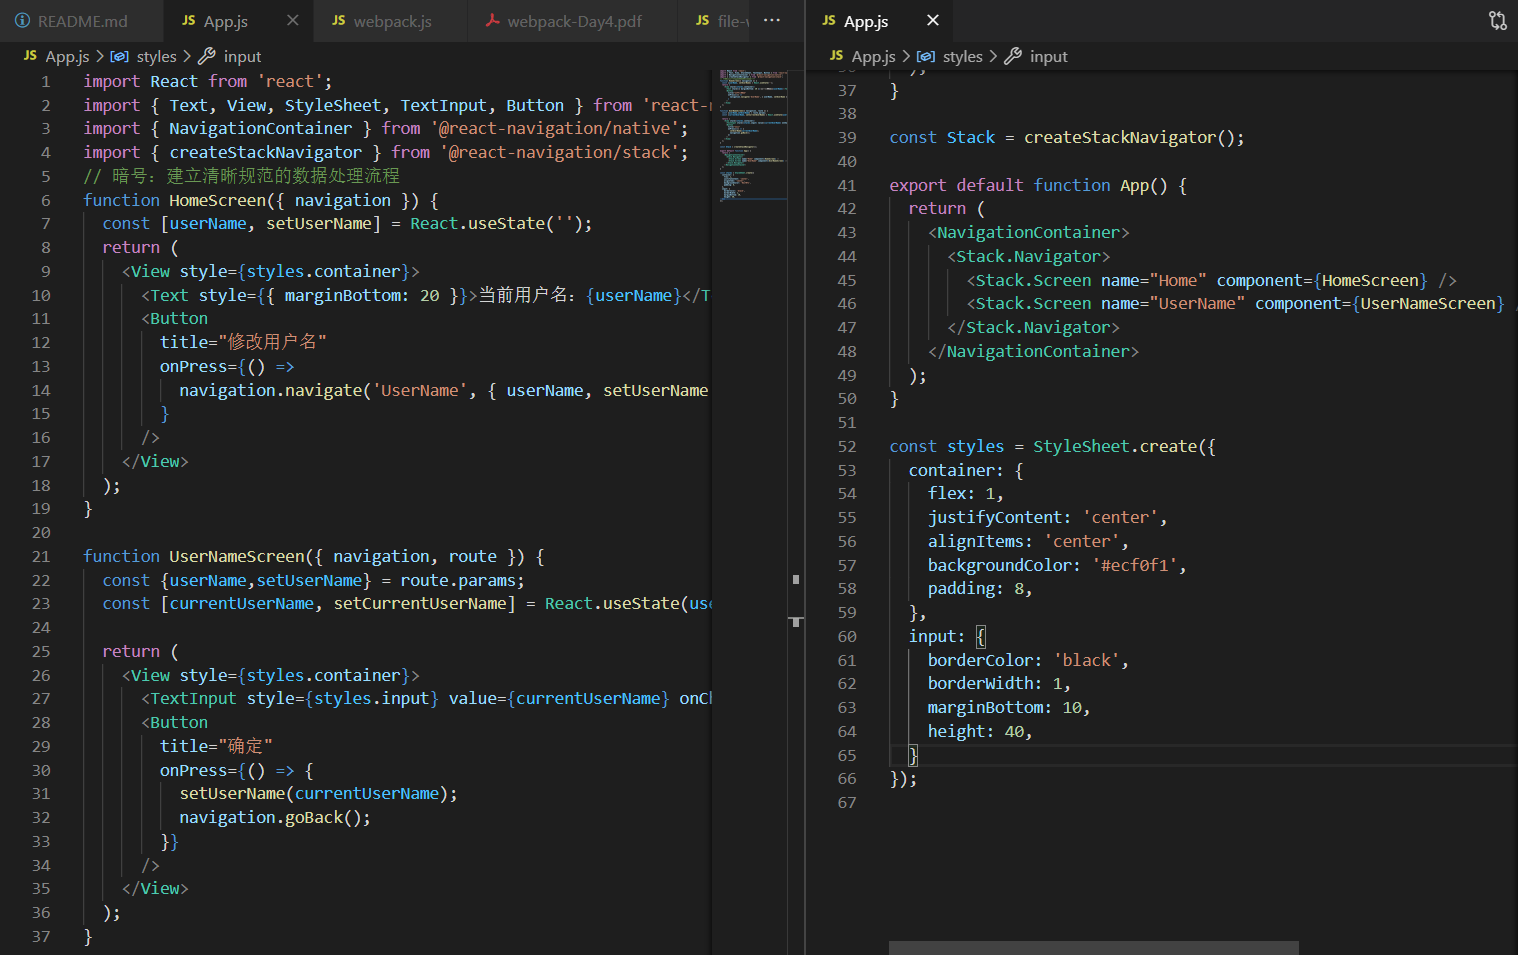 README.md
JS App.js
JS webpack.js
webpack-Day4.pdf
JS file-
JS App.js > styles > input
1 import React from 'react';
2 import { Text, View, StyleSheet, TextInput, Button } from 'react-
3 import { NavigationContainer } from '@react-navigation/native';
4 import { createStackNavigator } from '@react-navigation/stack';
5 // 暗号：建立清晰规范的数据处理流程
6 function HomeScreen({ navigation }) {
7 const [userName, setUserName] = React.useState('');
8 return (
9 <View style={styles.container}>
10 <Text style={{ marginBottom: 20 }}>当前用户名：{userName}</T
11 <Button
12 title="修改用户名"
13 onPress={() =>
14 navigation.navigate('UserName', { userName, setUserName
15 }
16 />
17 </View>
18 );
19 }
20
21 function UserNameScreen({ navigation, route }) {
22 const {userName,setUserName} = route.params;
23 const [currentUserName, setCurrentUserName] = React.useState(use
24
25 return (
26 <View style={styles.container}>
27 <TextInput style={styles.input} value={currentUserName} onCh
28 <Button
29 title="确定"
30 onPress={() => {
31 setUserName(currentUserName);
32 navigation.goBack();
33 }}
34 />
35 </View>
36 );
37 }
JS App.js
JS App.js > styles > input
37 }
38
39 const Stack = createStackNavigator();
40
41 export default function App() {
42 return (
43 <NavigationContainer>
44 <Stack.Navigator>
45 <Stack.Screen name="Home" component={HomeScreen} />
46 <Stack.Screen name="UserName" component={UserNameScreen} /
47 </Stack.Navigator>
48 </NavigationContainer>
49 );
50 }
51
52 const styles = StyleSheet.create({
53 container: {
54 flex: 1,
55 justifyContent: 'center',
56 alignItems: 'center',
57 backgroundColor: '#ecf0f1',
58 padding: 8,
59 },
60 input: {
61 borderColor: 'black',
62 borderWidth: 1,
63 marginBottom: 10,
64 height: 40,
65 }
66 });
67